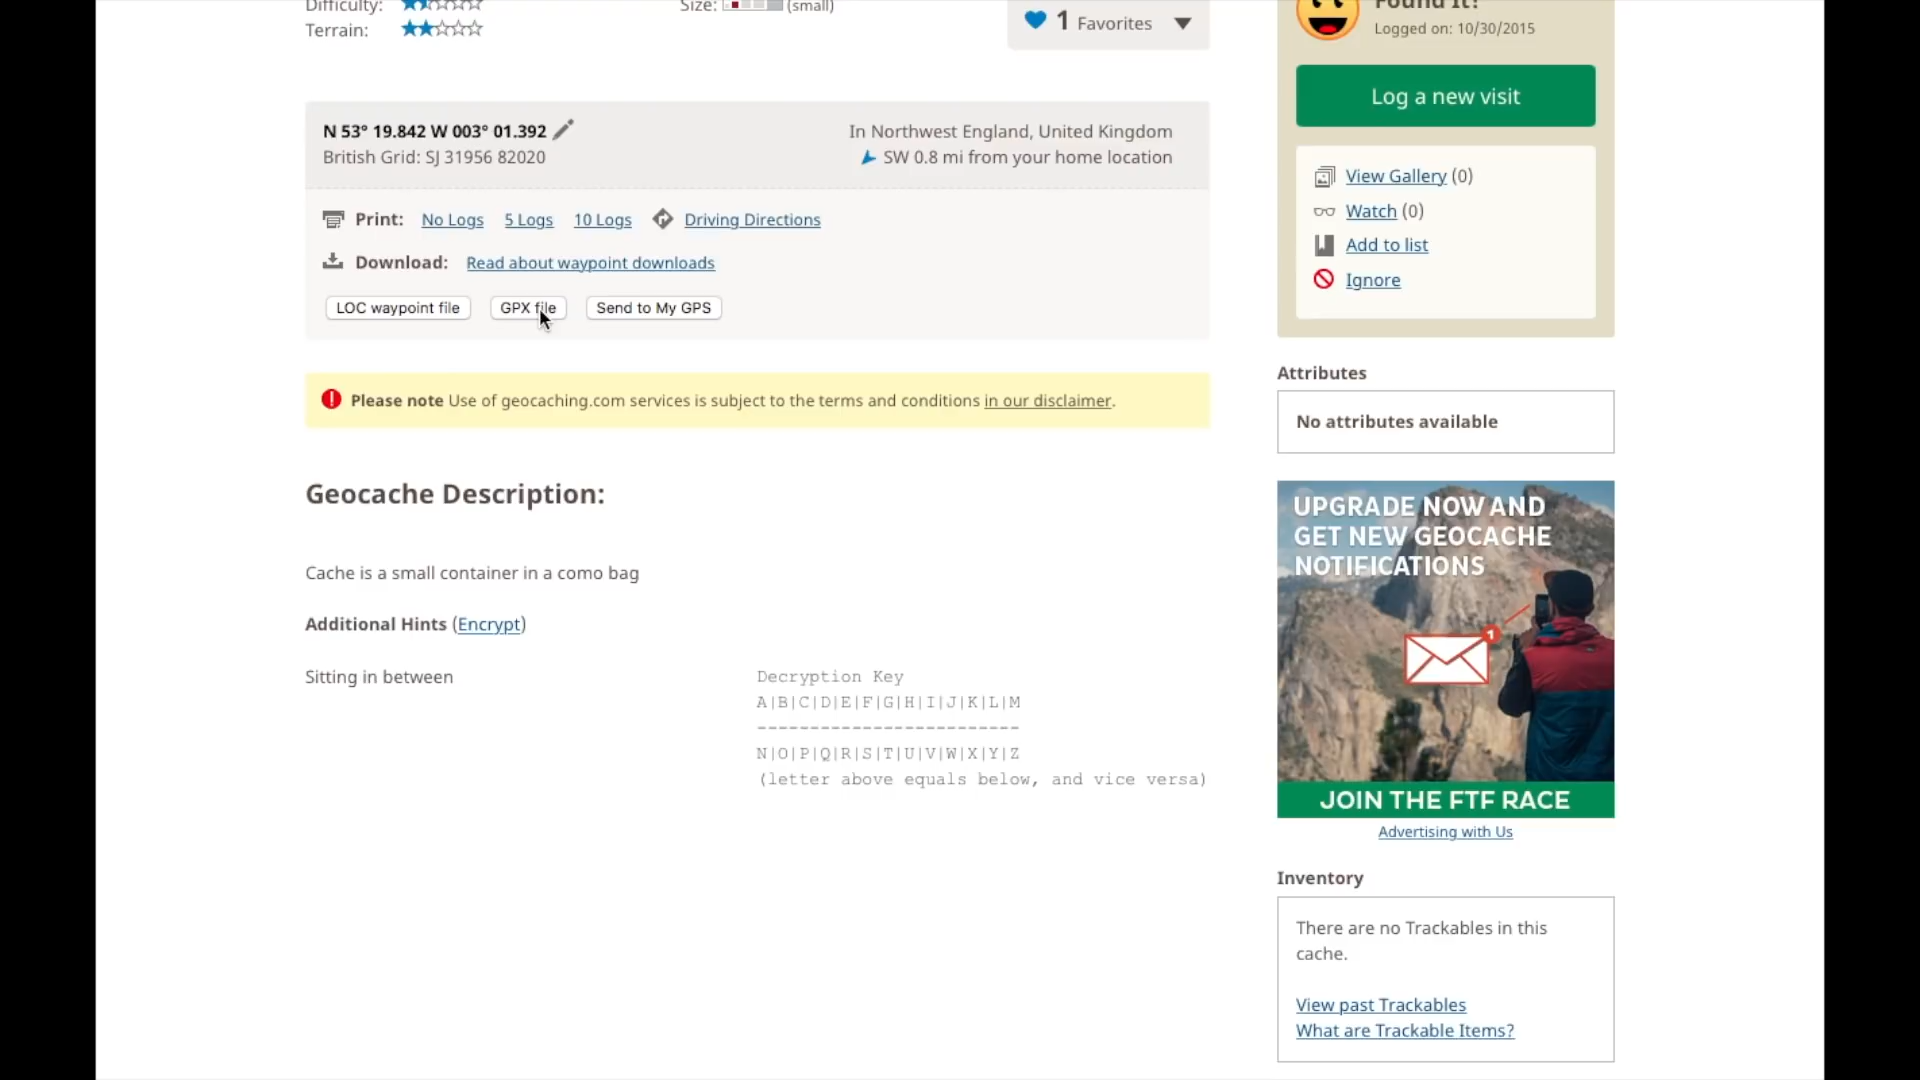 Difficulty:
Size: (small)
Terrain:
1 Favorites
N 53° 19.842 W 003° 01.392
British Grid: SJ 31956 82020
In Northwest England, United Kingdom
SW 0.8 mi from your home location
Print: No Logs 5 Logs 10 Logs Driving Directions
Download: Read about waypoint downloads
LOC waypoint file GPX file Send to My GPS
Please note Use of geocaching.com services is subject to the terms and conditions in our disclaimer.
Geocache Description:
Cache is a small container in a como bag
Additional Hints (Encrypt)
Sitting in between
Decryption Key
A|B|C|D|E|F|G|H|I|J|K|L|M
-------------------------
N|O|P|Q|R|S|T|U|V|W|X|Y|Z
(letter above equals below, and vice versa)
Found It!
Logged on: 10/30/2015
Log a new visit
View Gallery (0)
Watch (0)
Add to list
Ignore
Attributes
No attributes available
UPGRADE NOW AND
GET NEW GEOCACHE
NOTIFICATIONS
1
JOIN THE FTF RACE
Advertising with Us
Inventory
There are no Trackables in this
cache.
View past Trackables
What are Trackable Items?